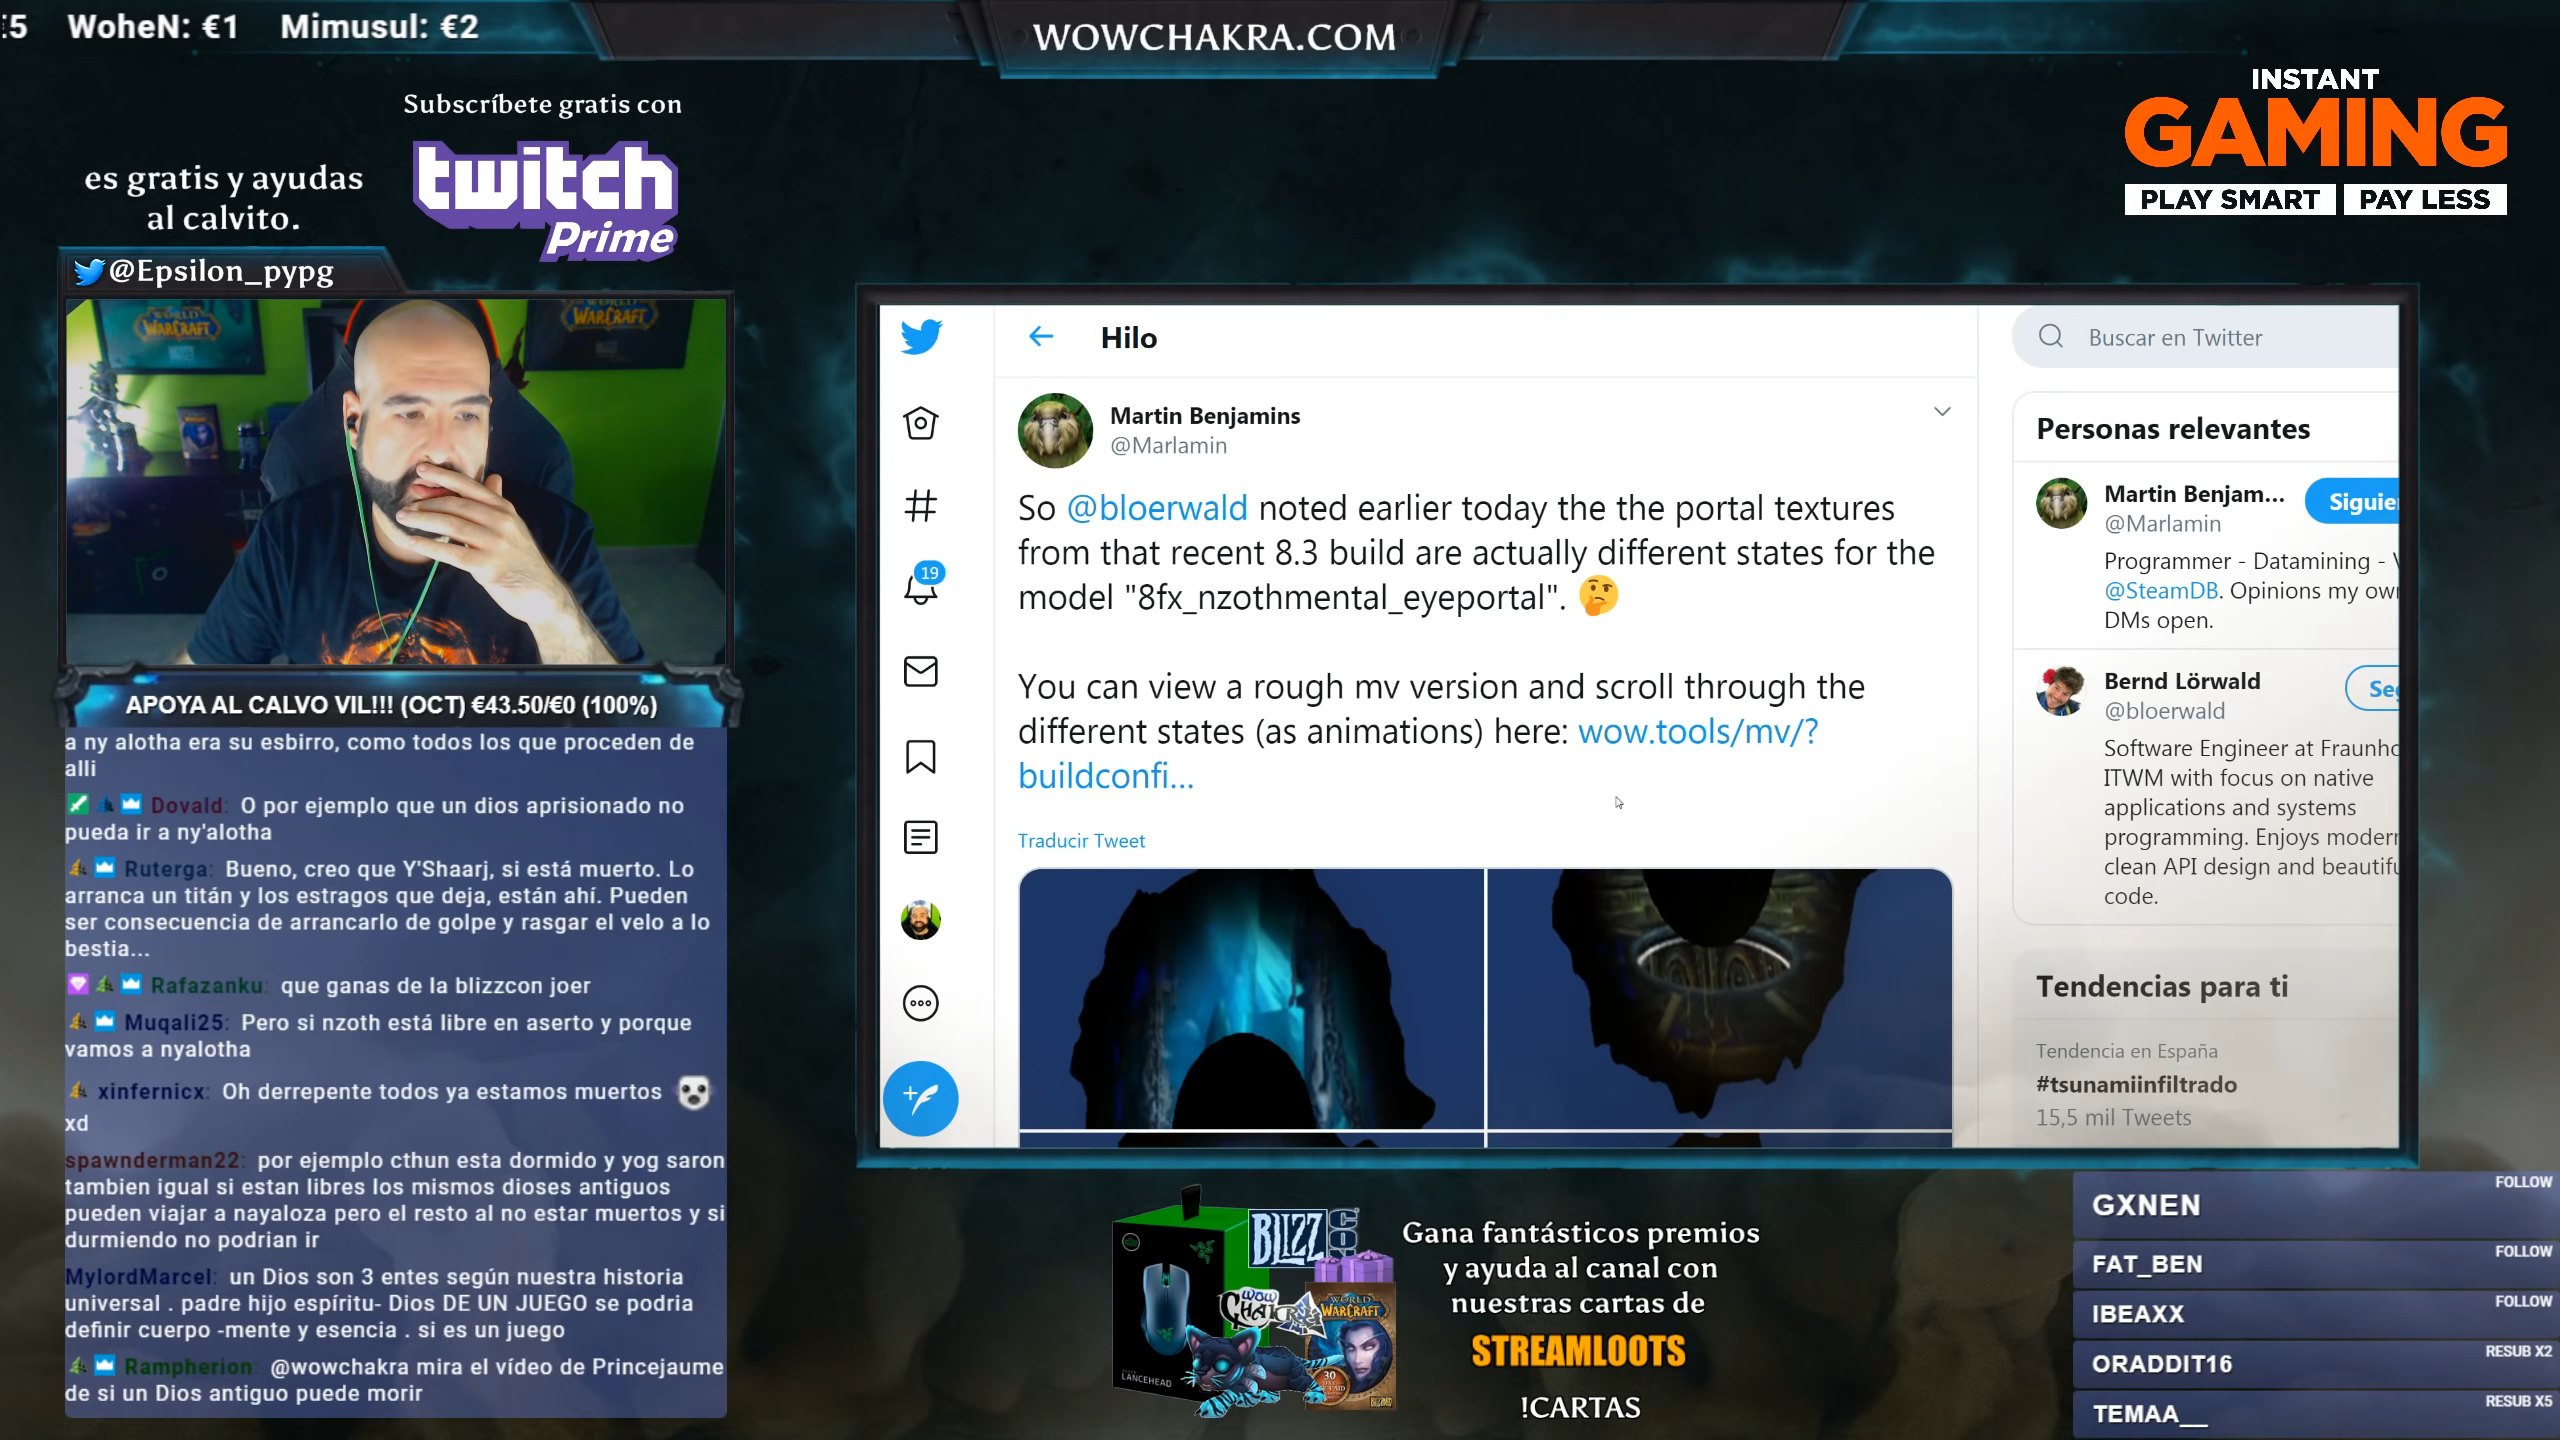 WoheN: €1 Mimusul: €2
WOWCHAKRA.COM
INSTANT
GAMING
PLAY SMART PAY LESS
Subscríbete gratis con
twitch
Prime
es gratis y ayudas
al calvito.
@Epsilon_pypg
WORLD
WARCRAFT
WORLD
WARCRAFT
APOYA AL CALVO VIL!!! (OCT) €43.50/€0 (100%)
a ny alotha era su esbirro, como todos los que proceden de
alli
Dovald: O por ejemplo que un dios aprisionado no
pueda ir a ny'alotha
Ruterga: Bueno, creo que Y'Shaarj, si está muerto. Lo
arranca un titán y los estragos que deja, están ahí. Pueden
ser consecuencia de arrancarlo de golpe y rasgar el velo a lo
bestia...
Rafazanku: que ganas de la blizzcon joer
Muqali25: Pero si nzoth está libre en aserto y porque
vamos a nyalotha
xinfernicx: Oh derrepente todos ya estamos muertos
xd
spawnderman22: por ejemplo cthun esta dormido y yog saron
tambien igual si estan libres los mismos dioses antiguos
pueden viajar a nayaloza pero el resto al no estar muertos y si
durmiendo no podrian ir
MylordMarcel: un Dios son 3 entes según nuestra historia
universal . padre hijo espíritu- Dios DE UN JUEGO se podria
definir cuerpo -mente y esencia . si es un juego
Rampherion: @wowchakra mira el vídeo de Princejaume
de si un Dios antiguo puede morir
Hilo
19
Martin Benjamins
@Marlamin
So @bloerwald noted earlier today the the portal textures
from that recent 8.3 build are actually different states for the
model "8fx_nzothmental_eyeportal". 🤔
You can view a rough mv version and scroll through the
different states (as animations) here: wow.tools/mv/?
buildconfi...
Traducir Tweet
Buscar en Twitter
Personas relevantes
Martin Benjam...
@Marlamin
Siguie
Programmer - Datamining -
@SteamDB. Opinions my own
DMs open.
Bernd Lörwald
@bloerwald
Software Engineer at Fraunho
ITWM with focus on native
applications and systems
programming. Enjoys modern
clean API design and beautifu
code.
Tendencias para ti
Tendencia en España
#tsunamiinfiltrado
15,5 mil Tweets
BLIZZ
CON
WOW
CHAKRA
WORLD
WARCRAFT
30
LANCEHEAD
Gana fantásticos premios
y ayuda al canal con
nuestras cartas de
STREAMLOOTS
!CARTAS
GXNEN FOLLOW
FAT_BEN FOLLOW
IBEAXX FOLLOW
ORADDIT16 RESUB X2
TEMAA__ RESUB X5